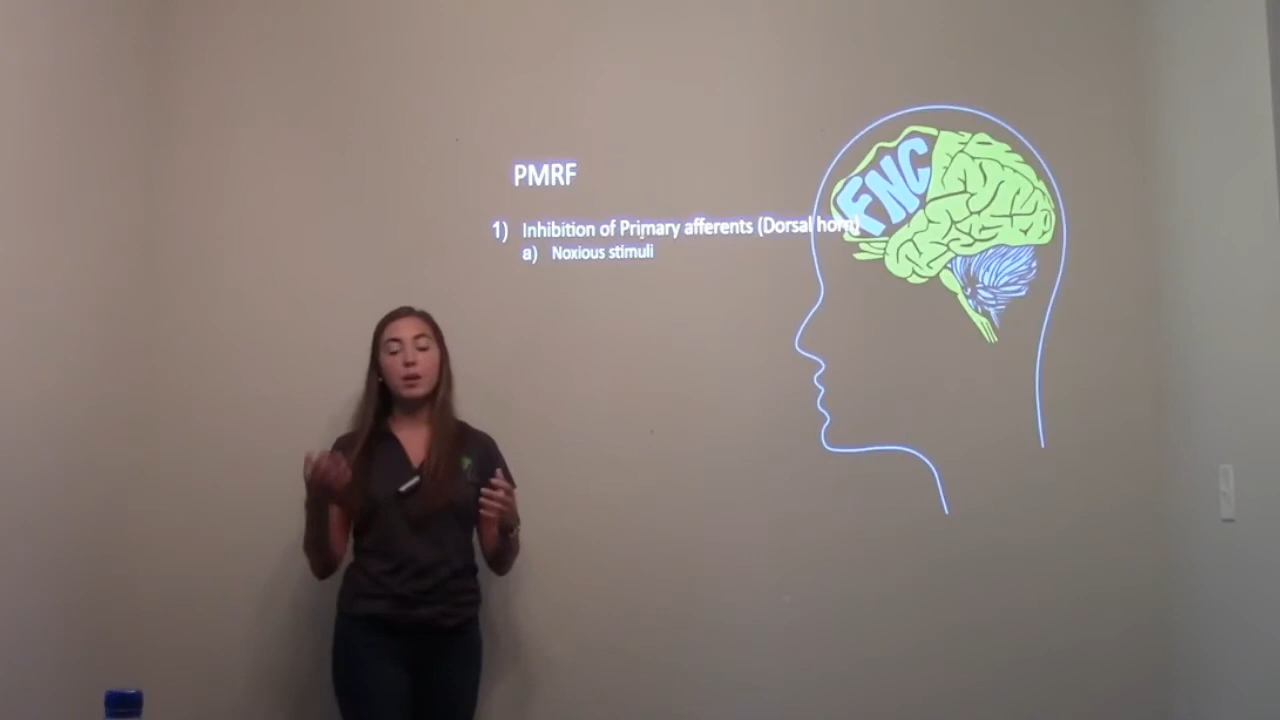 FNC
PMRF
1) Inhibition of Primary afferents (Dorsal horn)
a) Noxious stimuli